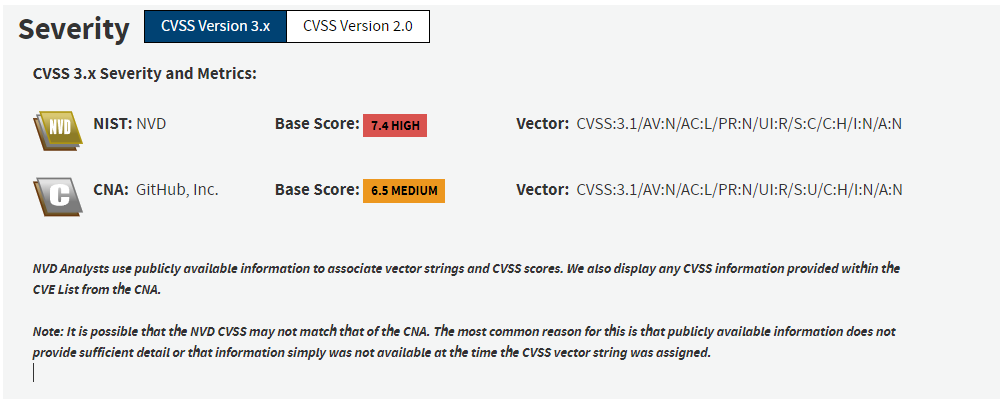 Severity CVSS Version 3.x CVSS Version 2.0
CVSS 3.x Severity and Metrics:
NVD NIST: NVD Base Score: 7.4 HIGH Vector: CVSS:3.1/AV:N/AC:L/PR:N/UI:R/S:C/C:H/I:N/A:N
C CNA: GitHub, Inc. Base Score: 6.5 MEDIUM Vector: CVSS:3.1/AV:N/AC:L/PR:N/UI:R/S:U/C:H/I:N/A:N
NVD Analysts use publicly available information to associate vector strings and CVSS scores. We also display any CVSS information provided within the
CVE List from the CNA.
Note: It is possible that the NVD CVSS may not match that of the CNA. The most common reason for this is that publicly available information does not
provide sufficient detail or that information simply was not available at the time the CVSS vector string was assigned.